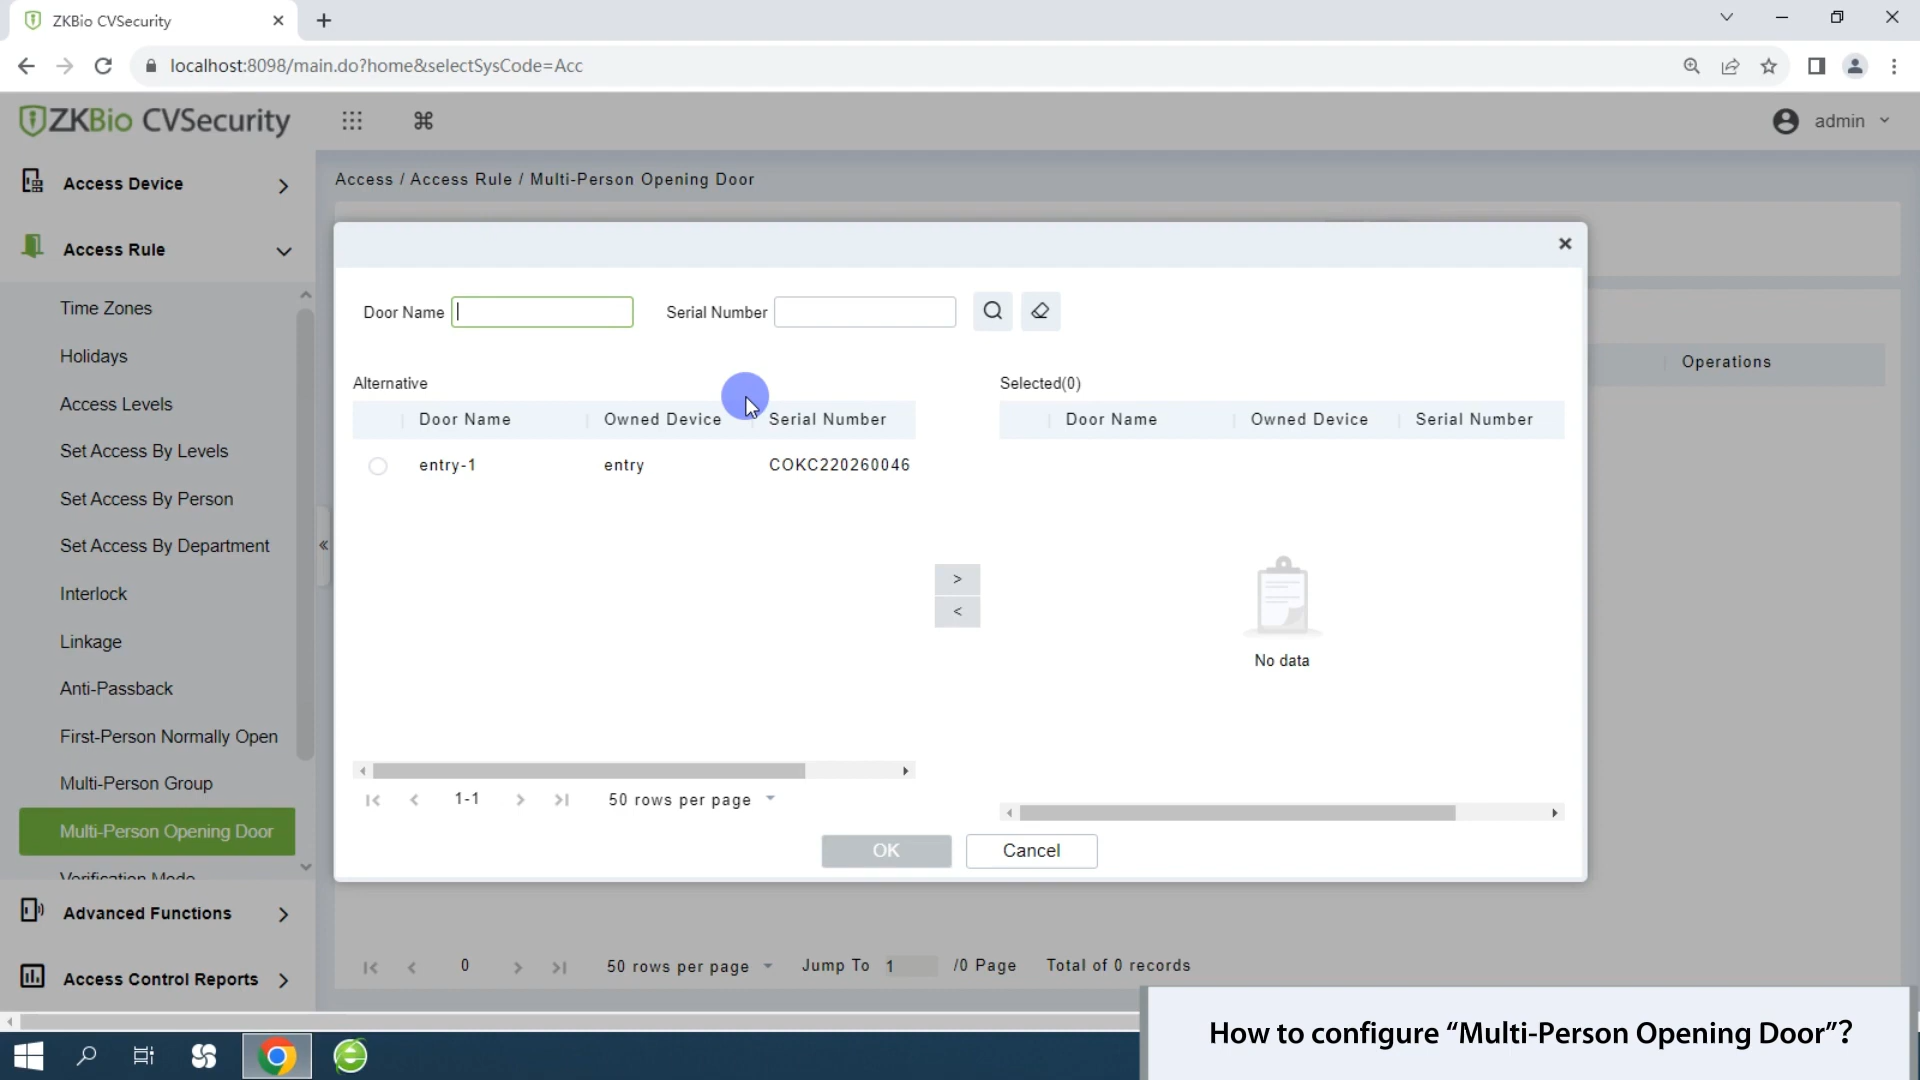 ZKBio CVSecurity
localhost:8098/main.do?home&selectSysCode=Acc
ZKBio CVSecurity
admin
Access Device
Access Rule
Time Zones
Holidays
Access Levels
Set Access By Levels
Set Access By Person
Set Access By Department
Interlock
Linkage
Anti-Passback
First-Person Normally Open
Multi-Person Group
Multi-Person Opening Door
Verification Mode
Advanced Functions
Access Control Reports
Access / Access Rule / Multi-Person Opening Door
Operations
Door Name
Serial Number
Alternative
Door Name Owned Device Serial Number
entry-1 entry COKC220260046
>
<
Selected(0)
Door Name Owned Device Serial Number
No data
1-1 50 rows per page
OK Cancel
0 50 rows per page Jump To 1 /0 Page Total of 0 records
How to configure “Multi-Person Opening Door”?